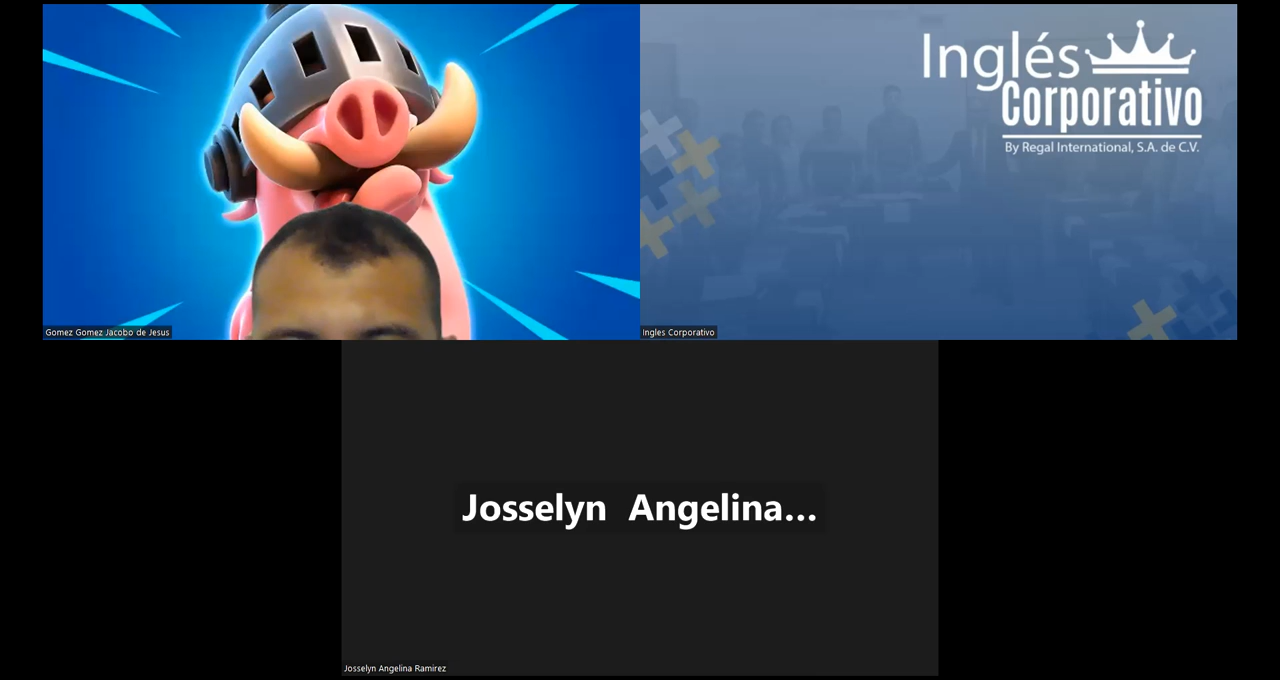 Inglés
Corporativo
By Regal International, S.A. de C.V.
Gomez Gomez Jacobo de Jesus
Ingles Corporativo
Josselyn Angelina...
Josselyn Angelina Ramirez